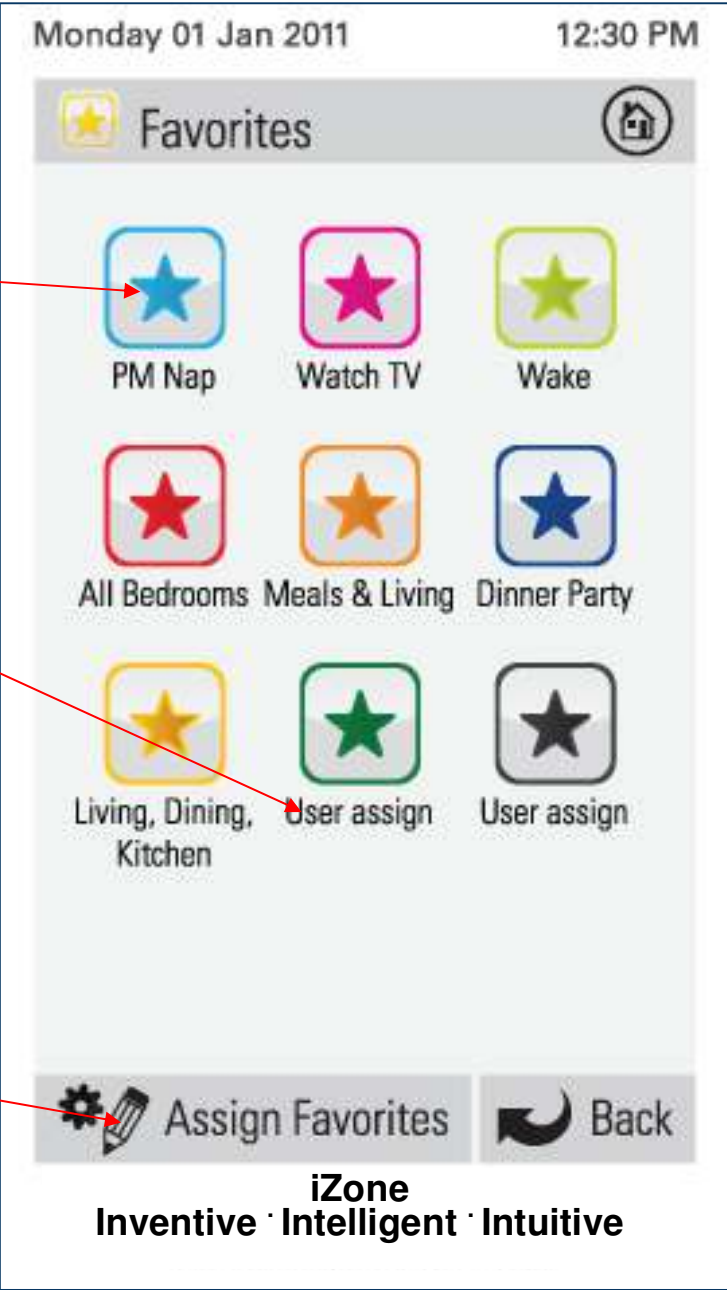 Monday 01 Jan 2011 12:30 PM
Favorites
PM Nap Watch TV Wake
All Bedrooms Meals & Living Dinner Party
Living, Dining, User assign User assign
Kitchen
Assign Favorites Back
iZone
Inventive · Intelligent · Intuitive